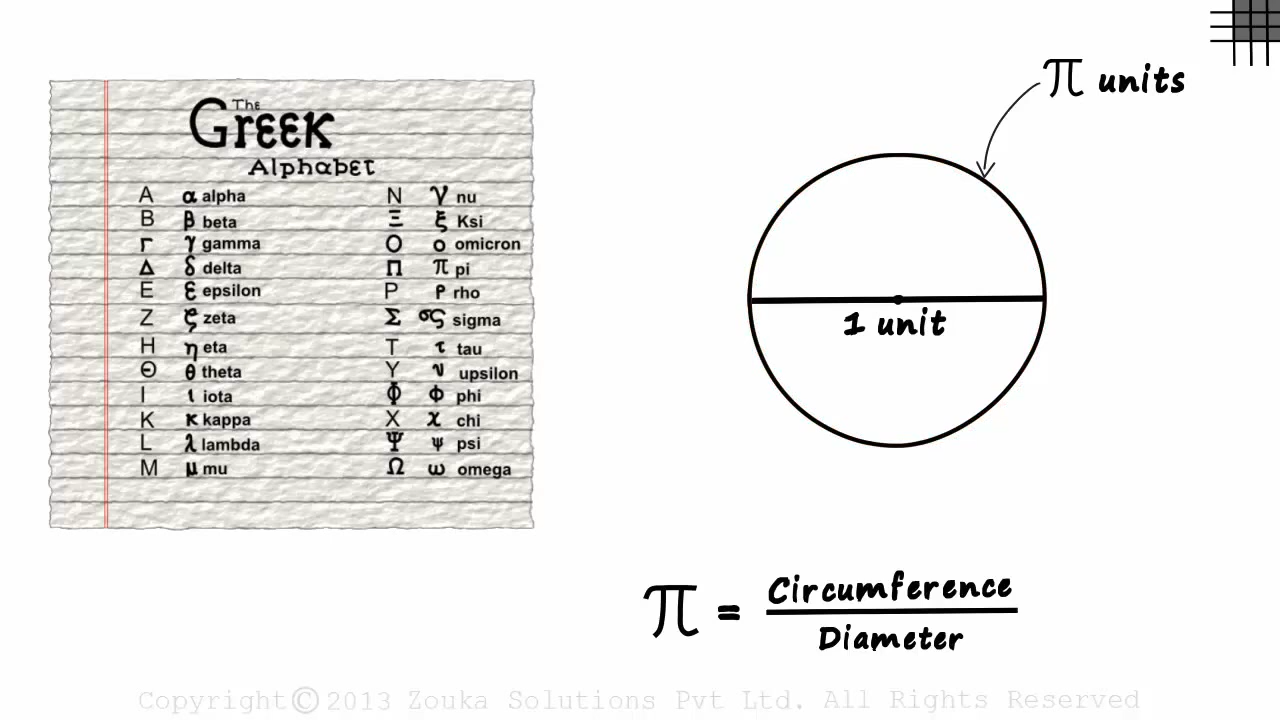 The
Greek
Alphabet
Α α alpha
Β β beta
Γ γ gamma
Δ δ delta
Ε ε epsilon
Ζ ζ zeta
Η η eta
Θ θ theta
Ι ι iota
Κ κ kappa
L λ lambda
Μ μ mu
Ν ν nu
Ξ ξ Ksi
Ο ο omicron
Π π pi
Ρ ρ rho
Σ σς sigma
Τ τ tau
Υ υ upsilon
Φ φ phi
Χ χ chi
Ψ ψ psi
Ω ω omega
π units
1 unit
π = Circumference
Diameter
Copyright © 2013 Zouka Solutions Pvt Ltd. All Rights Reserved